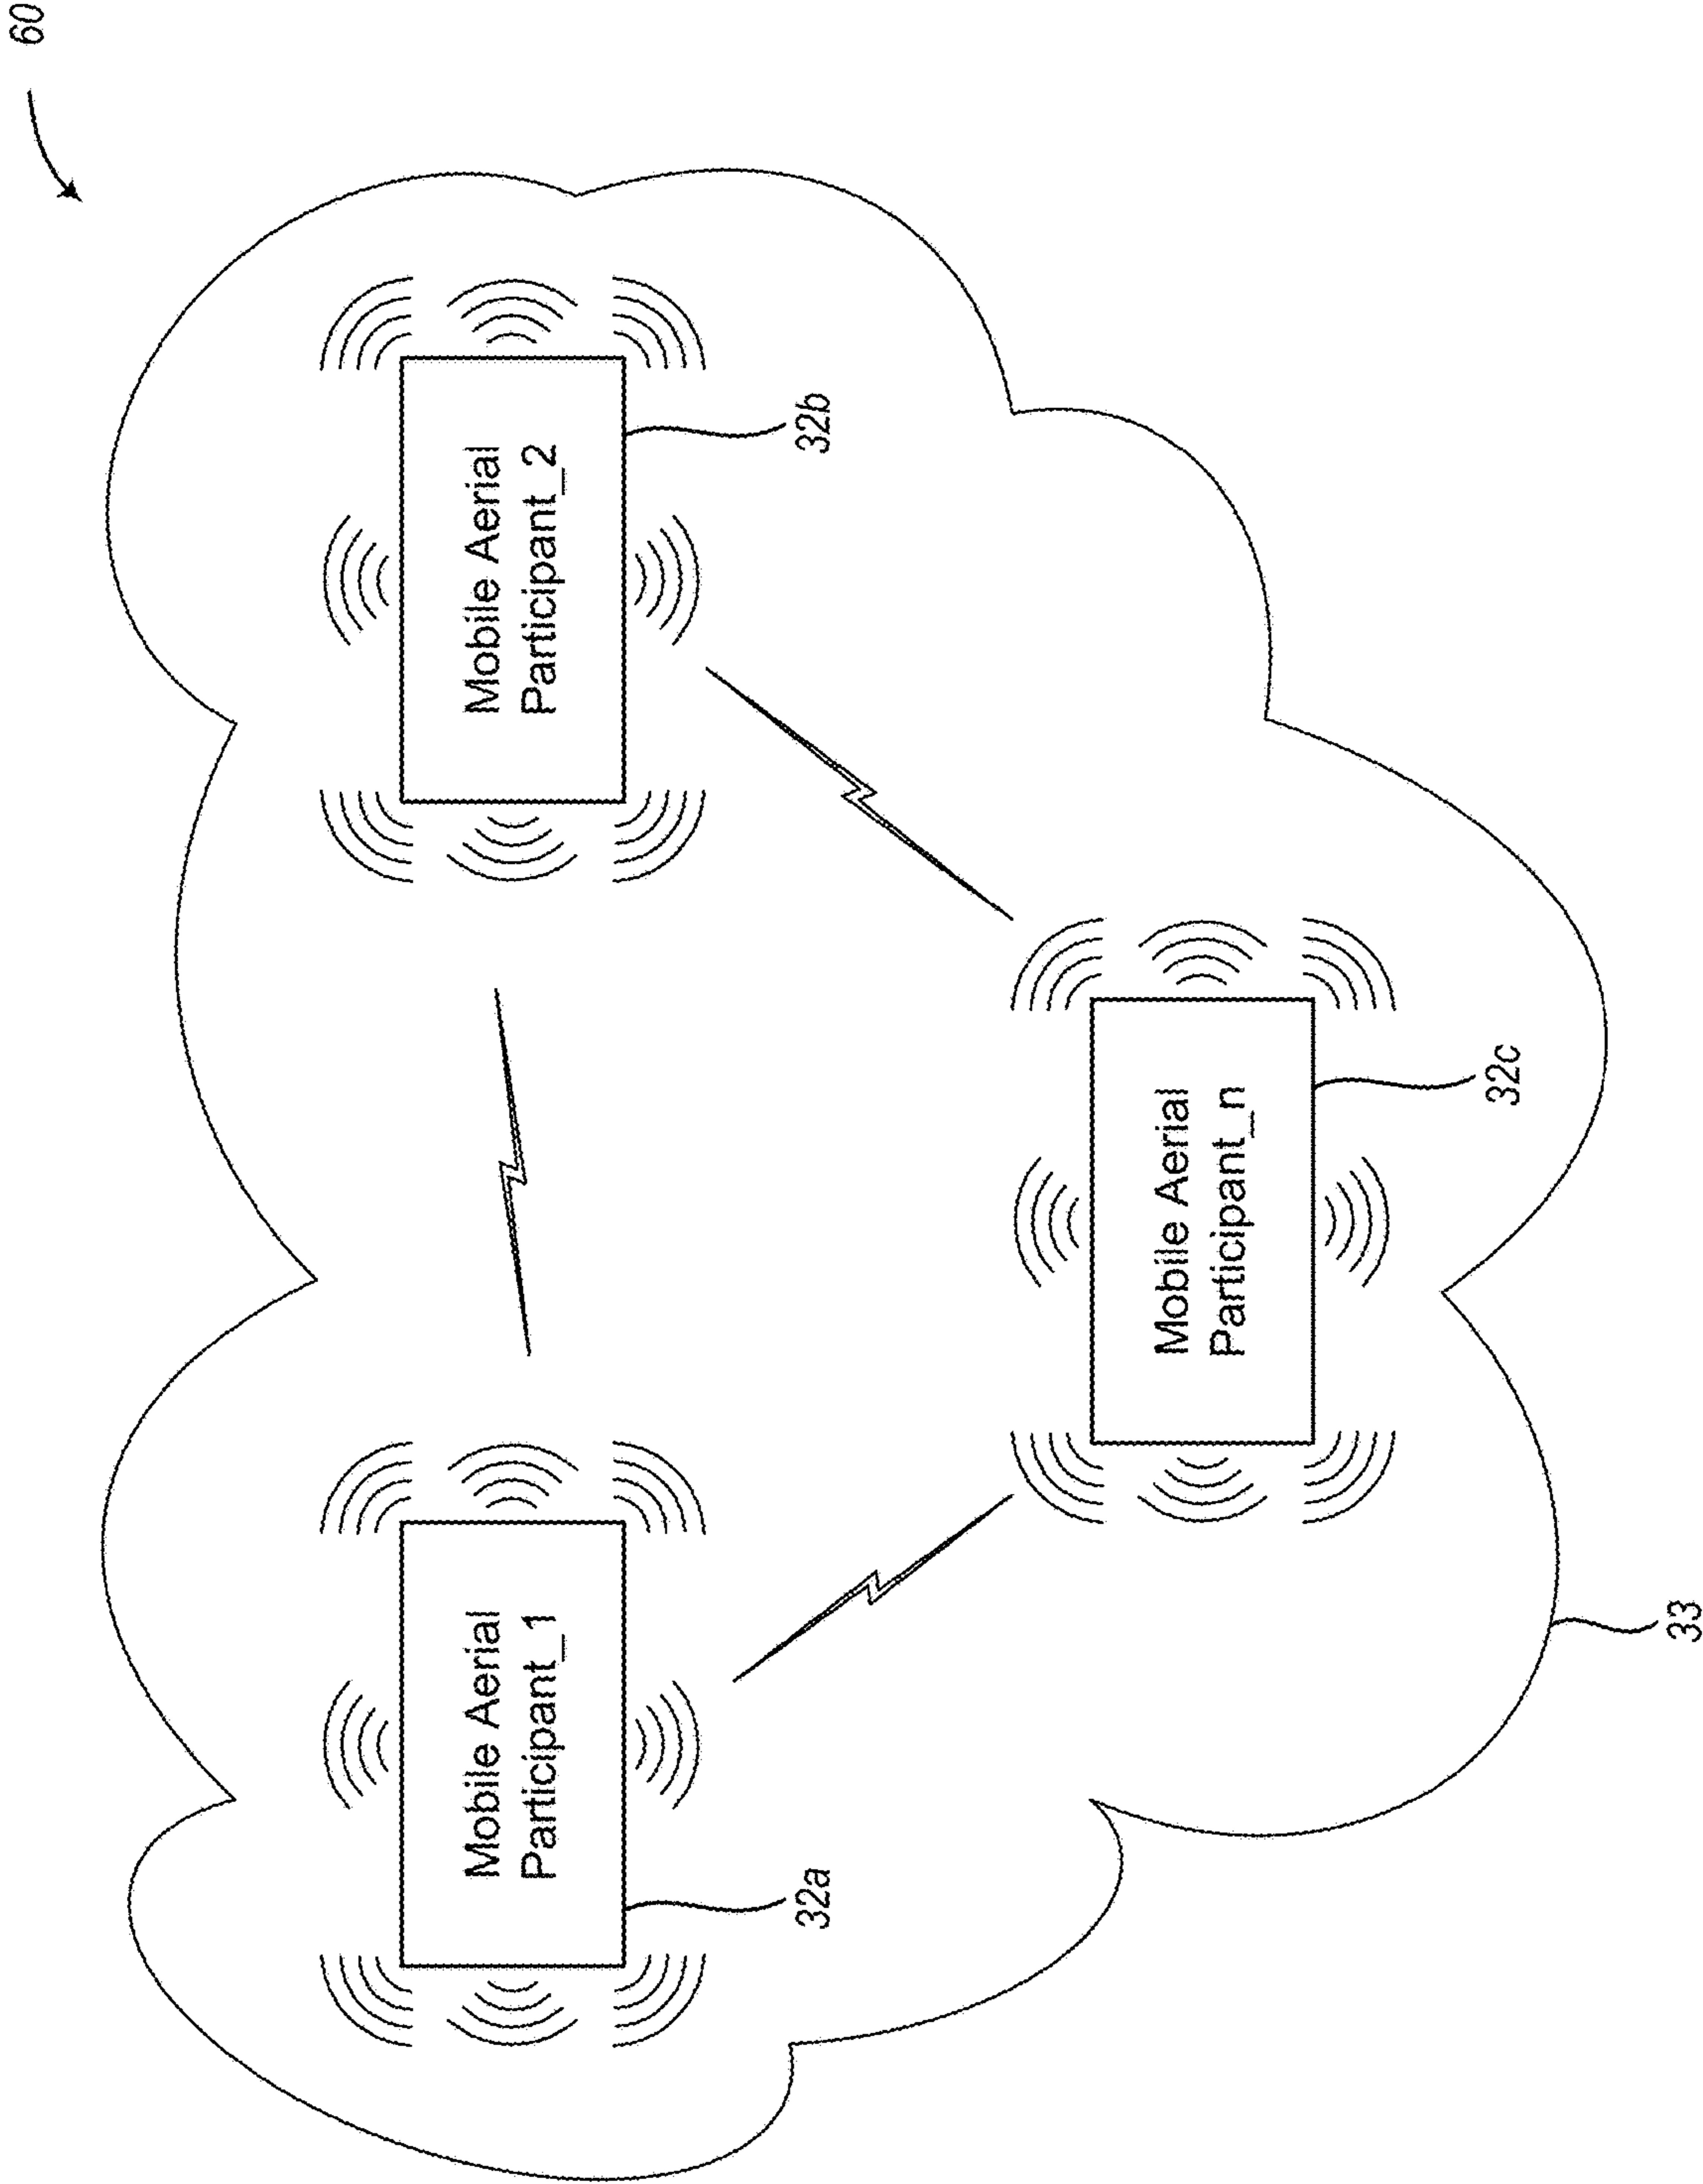 60
Mobile Aerial
Participant_1
32a
Mobile Aerial
Participant_2
32b
Mobile Aerial
Participant_n
32c
33